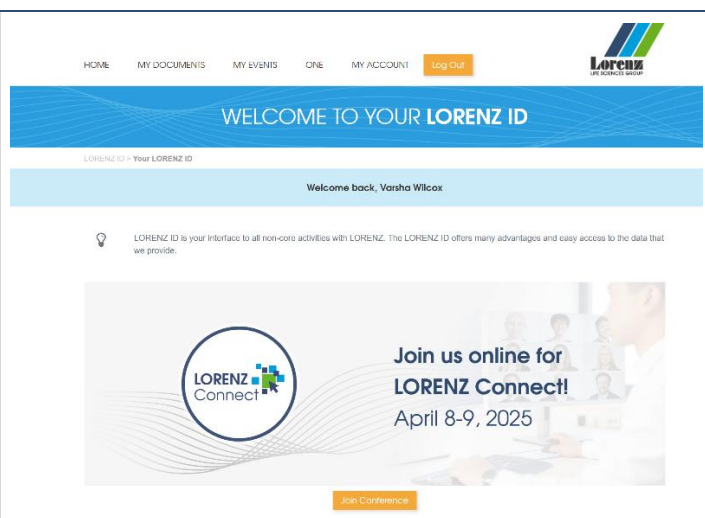 Lorenz
LIFE SCIENCES GROUP
HOME MY DOCUMENTS MY EVENTS ONE MY ACCOUNT Log Out
WELCOME TO YOUR LORENZ ID
LORENZ ID > Your LORENZ ID
Welcome back, Varsha Wilcox
LORENZ ID is your interface to all non-core activities with LORENZ. The LORENZ ID offers many advantages and easy access to the data that
we provide.
LORENZ
Connect
Join us online for
LORENZ Connect!
April 8-9, 2025
Join Conference